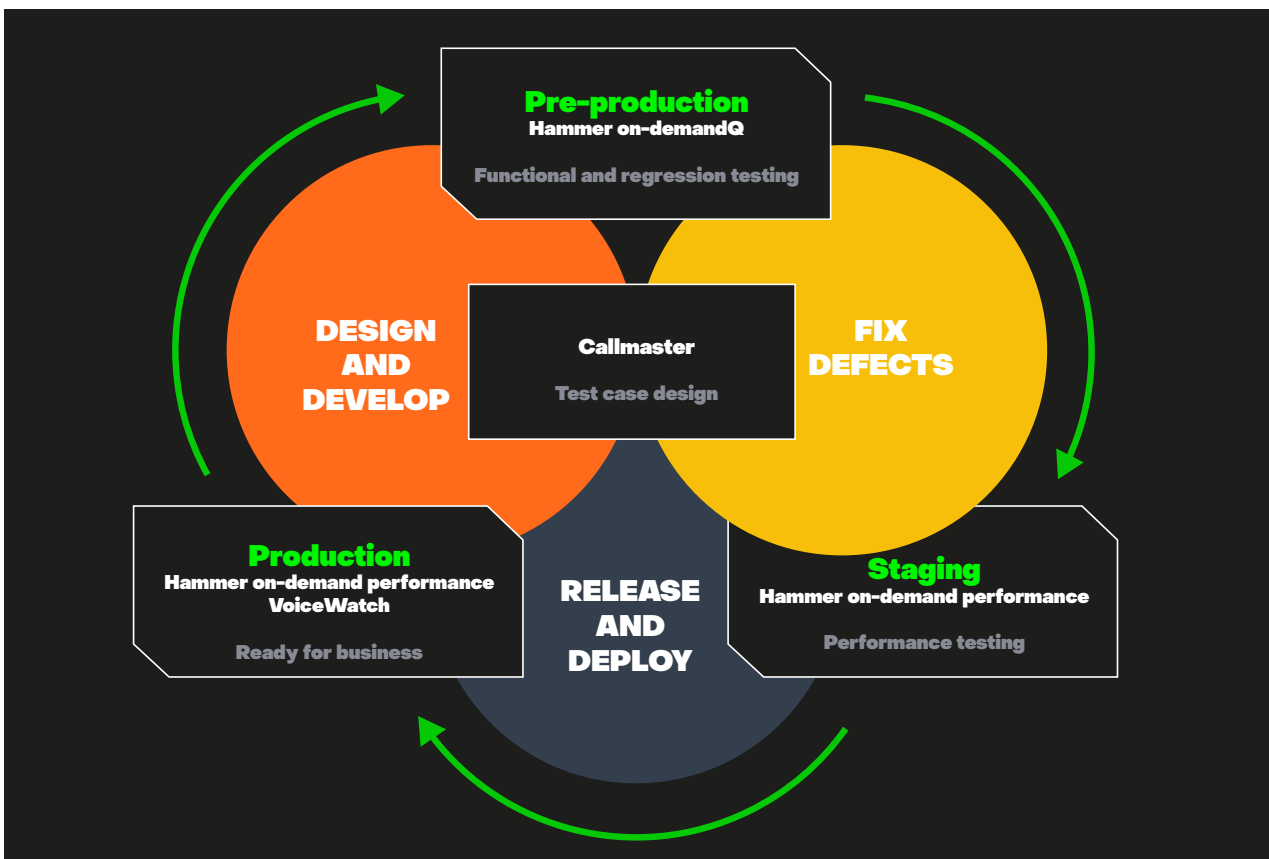 Pre-production
Hammer on-demandQ
Functional and regression testing
DESIGN
AND
DEVELOP
Callmaster
Test case design
FIX
DEFECTS
Production
Hammer on-demand performance
VoiceWatch
Ready for business
RELEASE
AND
DEPLOY
Staging
Hammer on-demand performance
Performance testing